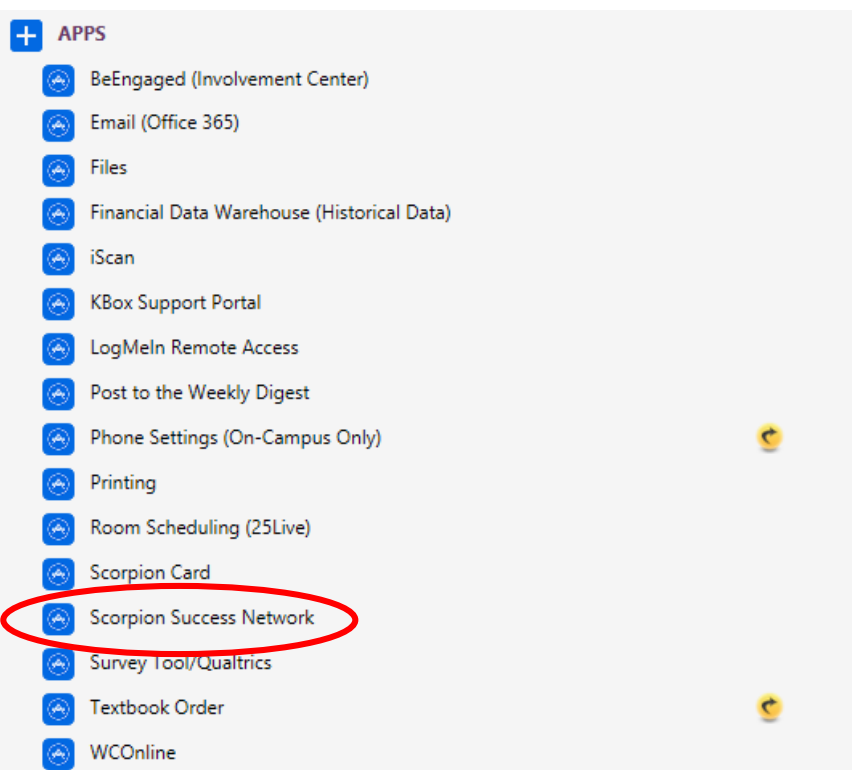 APPS
BeEngaged (Involvement Center)
Email (Office 365)
Files
Financial Data Warehouse (Historical Data)
iScan
KBox Support Portal
LogMeIn Remote Access
Post to the Weekly Digest
Phone Settings (On-Campus Only)
Printing
Room Scheduling (25Live)
Scorpion Card
Scorpion Success Network
Survey Tool/Qualtrics
Textbook Order
WCOnline